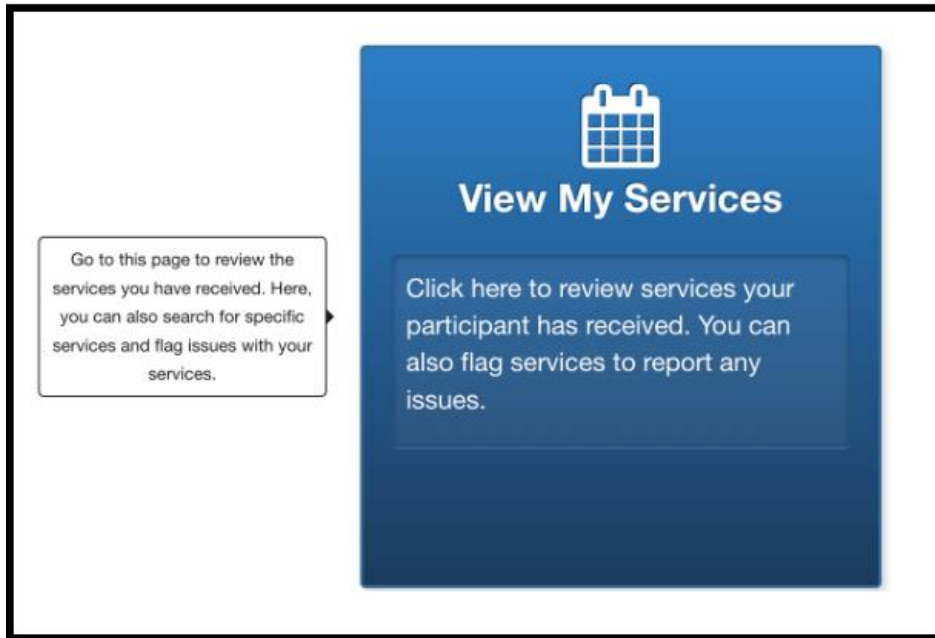 Go to this page to review the
services you have received. Here,
you can also search for specific
services and flag issues with your
services.
View My Services
Click here to review services your
participant has received. You can
also flag services to report any
issues.